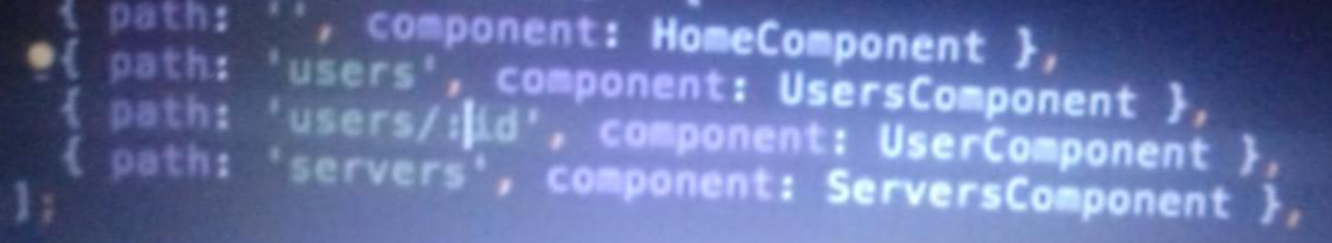 { path: '', component: HomeComponent },
{ path: 'users', component: UsersComponent },
{ path: 'users/:id', component: UserComponent },
{ path: 'servers', component: ServersComponent },
];